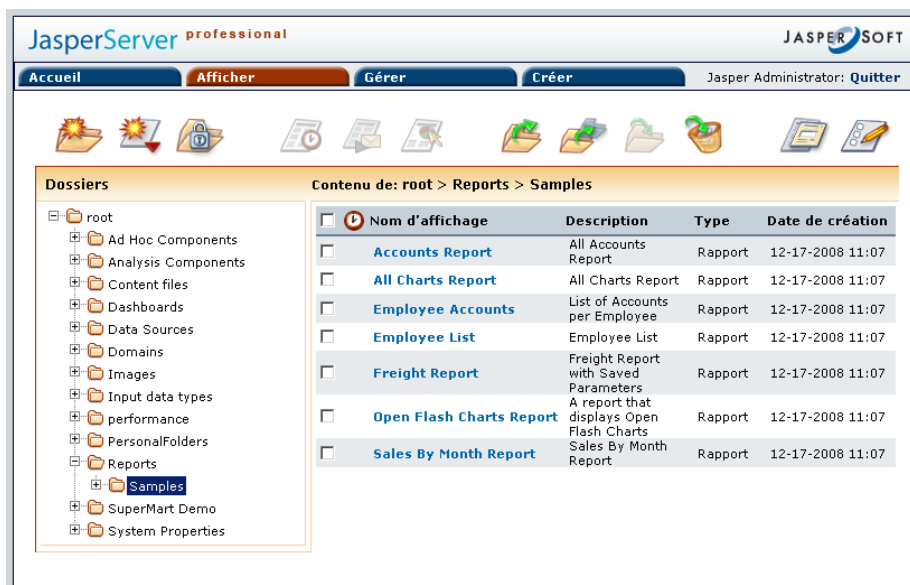 JasperServer professional
JASPERSOFT
Accueil
Afficher
Gérer
Créer
Jasper Administrator: Quitter
Dossiers
Contenu de: root > Reports > Samples
root
Ad Hoc Components
Analysis Components
Content files
Dashboards
Data Sources
Domains
Images
Input data types
performance
PersonalFolders
Reports
Samples
SuperMart Demo
System Properties
Nom d'affichage Description Type Date de création
Accounts Report All Accounts Report Rapport 12-17-2008 11:07
All Charts Report All Charts Report Rapport 12-17-2008 11:07
Employee Accounts List of Accounts per Employee Rapport 12-17-2008 11:07
Employee List Employee List Rapport 12-17-2008 11:07
Freight Report Freight Report with Saved Parameters Rapport 12-17-2008 11:07
Open Flash Charts Report A report that displays Open Flash Charts Rapport 12-17-2008 11:07
Sales By Month Report Sales By Month Report Rapport 12-17-2008 11:07